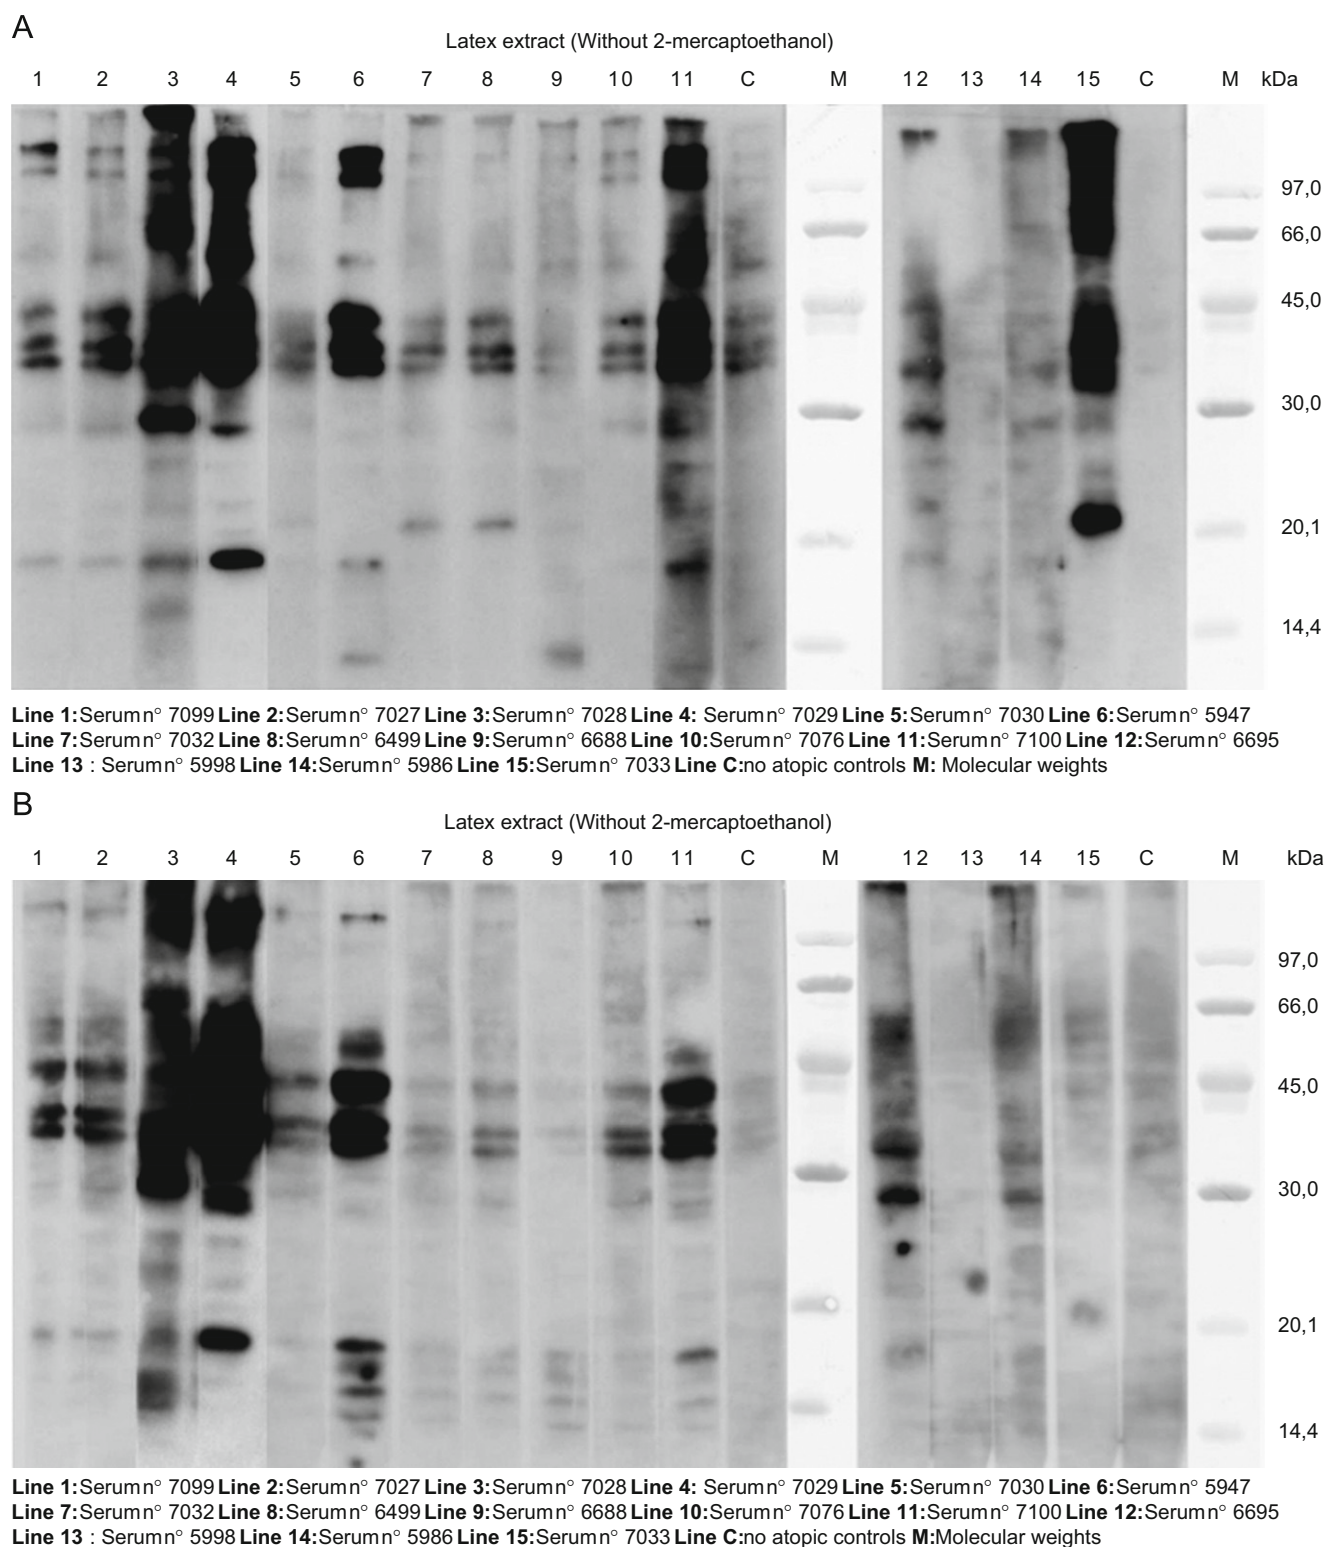 A
Latex extract (Without 2-mercaptoethanol)
1 2 3 4 5 6 7 8 9 10 11 C M 12 13 14 15 C M kDa
97,0
66,0
45,0
30,0
20,1
14,4
Line 1:Serum n° 7099 Line 2:Serum n° 7027 Line 3:Serum n° 7028 Line 4: Serum n° 7029 Line 5:Serum n° 7030 Line 6:Serum n° 5947
Line 7:Serum n° 7032 Line 8:Serum n° 6499 Line 9:Serum n° 6688 Line 10:Serum n° 7076 Line 11:Serum n° 7100 Line 12:Serum n° 6695
Line 13 : Serum n° 5998 Line 14:Serum n° 5986 Line 15:Serum n° 7033 Line C:no atopic controls M: Molecular weights
B
Latex extract (Without 2-mercaptoethanol)
1 2 3 4 5 6 7 8 9 10 11 C M 12 13 14 15 C M kDa
97,0
66,0
45,0
30,0
20,1
14,4
Line 1:Serum n° 7099 Line 2:Serum n° 7027 Line 3:Serum n° 7028 Line 4: Serum n° 7029 Line 5:Serum n° 7030 Line 6:Serum n° 5947
Line 7:Serum n° 7032 Line 8:Serum n° 6499 Line 9:Serum n° 6688 Line 10:Serum n° 7076 Line 11:Serum n° 7100 Line 12:Serum n° 6695
Line 13 : Serum n° 5998 Line 14:Serum n° 5986 Line 15:Serum n° 7033 Line C:no atopic controls M:Molecular weights